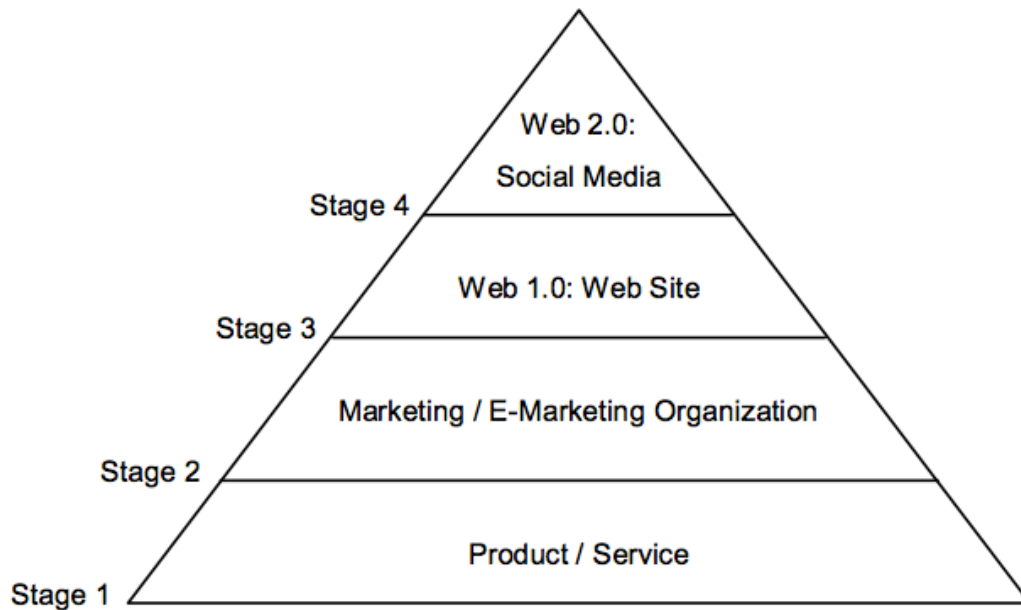 Web 2.0:
Social Media
Stage 4
Web 1.0: Web Site
Stage 3
Marketing / E-Marketing Organization
Stage 2
Product / Service
Stage 1